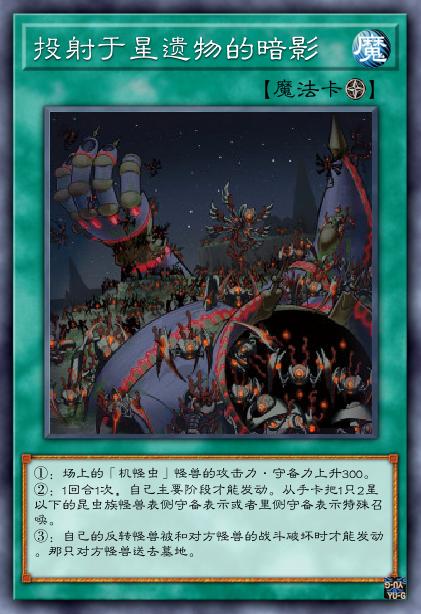 投射于星遗物的暗影
魔
【魔法卡】
①：场上的「机怪虫」怪兽的攻击力・守备力上升300。
②：1回合1次，自己主要阶段才能发动。从手卡把1只2星
以下的昆虫族怪兽表侧守备表示或者里侧守备表示特殊召
唤。
③：自己的反转怪兽被和对方怪兽的战斗破坏时才能发
动。那只对方怪兽送去墓地。
YU-G